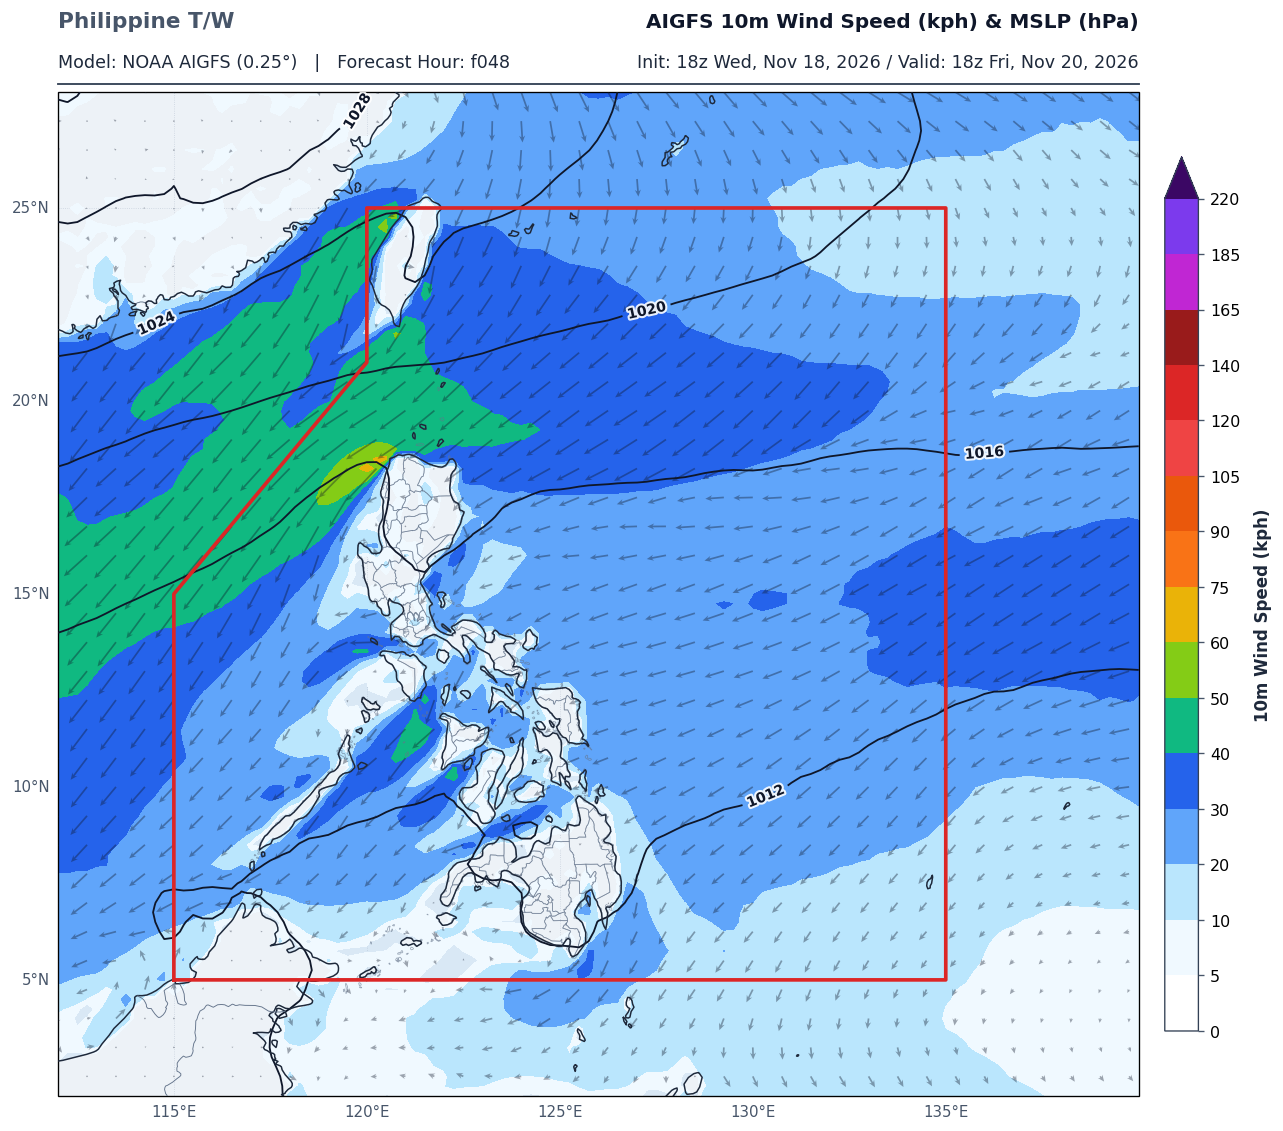 Philippine T/W
AIGFS 10m Wind Speed (kph) & MSLP (hPa)
Model: NOAA AIGFS (0.25°) | Forecast Hour: f048
Init: 18z Wed, Nov 18, 2026 / Valid: 18z Fri, Nov 20, 2026
1028
1024
1020
1016
1012
25°N
20°N
15°N
10°N
5°N
115°E
120°E
125°E
130°E
135°E
220
185
165
140
120
105
90
75
60
50
40
30
20
10
5
0
10m Wind Speed (kph)